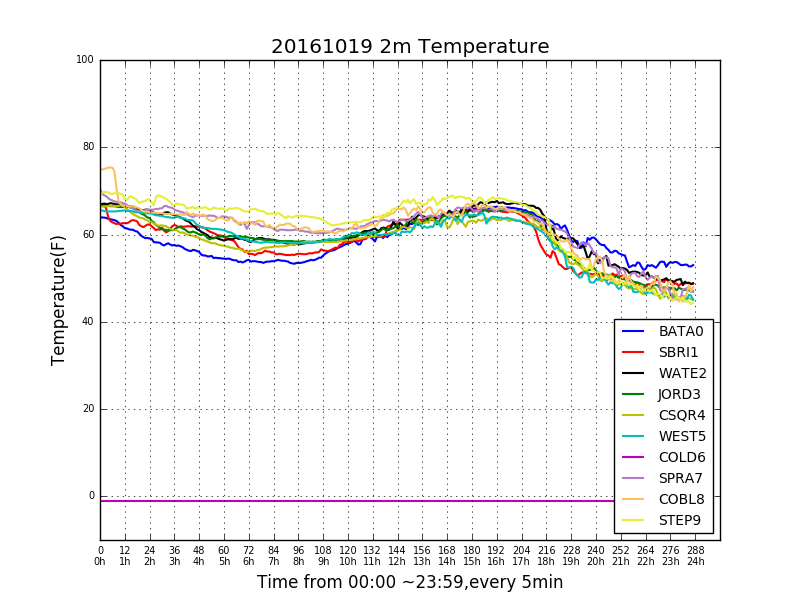 20161019 2m Temperature
100
80
60
40
20
0
Temperature(F)
BATA0
SBRI1
WATE2
JORD3
CSQR4
WEST5
COLD6
SPRA7
COBL8
STEP9
0 12 24 36 48 60 72 84 96 108 120 132 144 156 168 180 192 204 216 228 240 252 264 276 288
0h 1h 2h 3h 4h 5h 6h 7h 8h 9h 10h 11h 12h 13h 14h 15h 16h 17h 18h 19h 20h 21h 22h 23h 24h
Time from 00:00 ~23:59,every 5min